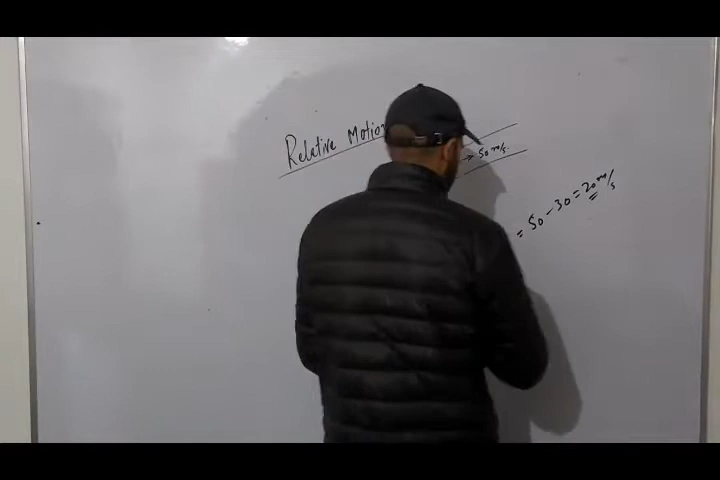 Relative Motion
→ 50 m/s.
= 50 - 30 = 20 m/s